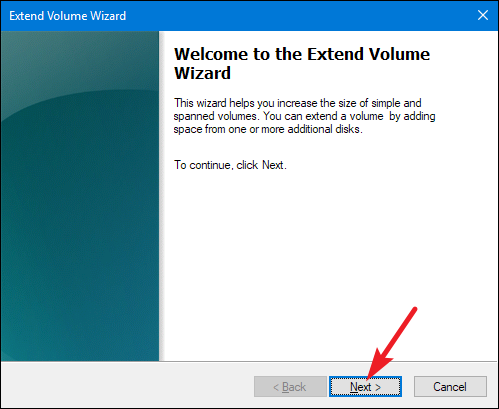 Extend Volume Wizard
Welcome to the Extend Volume
Wizard
This wizard helps you increase the size of simple and
spanned volumes. You can extend a volume  by adding
space from one or more additional disks.
To continue, click Next.
< Back
Next >
Cancel